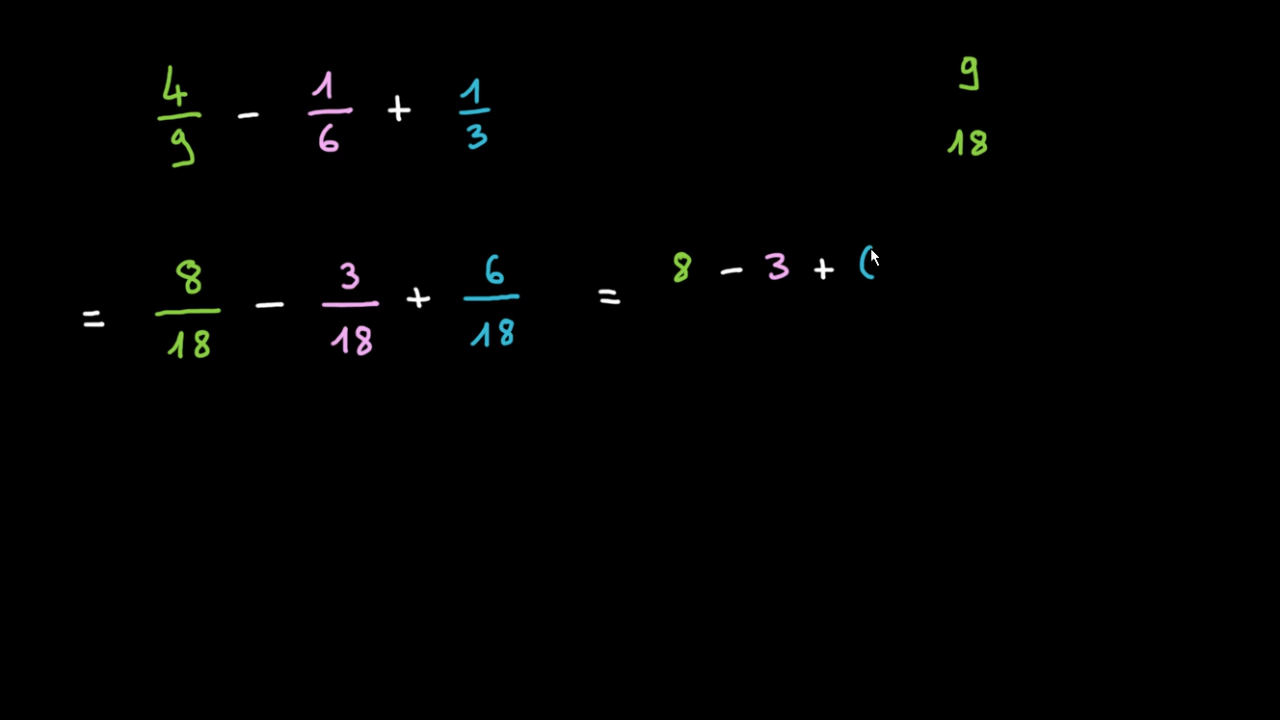 4/9 - 1/6 + 1/3
9
18
= 8/18 - 3/18 + 6/18 = 8 - 3 + (